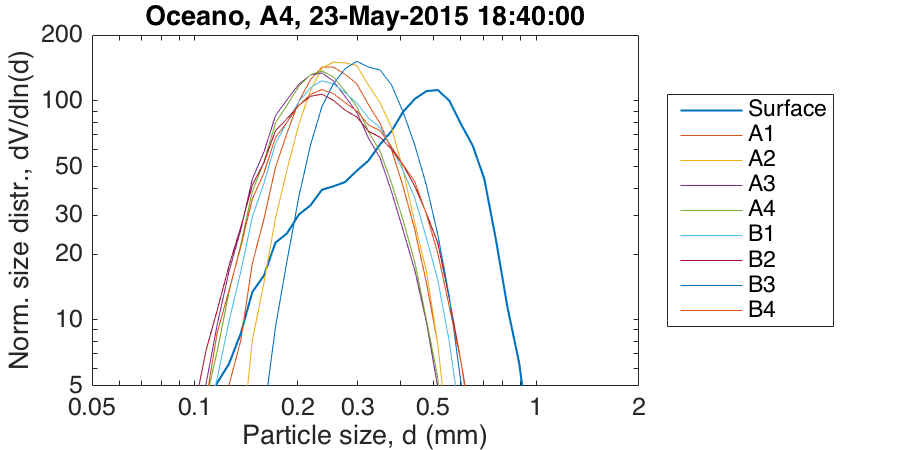 Oceano, A4, 23-May-2015 18:40:00
Norm. size distr., dV/dln(d)
200
100
50
30
20
10
5
0.05
0.1
0.2
0.3
0.5
1
2
Particle size, d (mm)
Surface
A1
A2
A3
A4
B1
B2
B3
B4